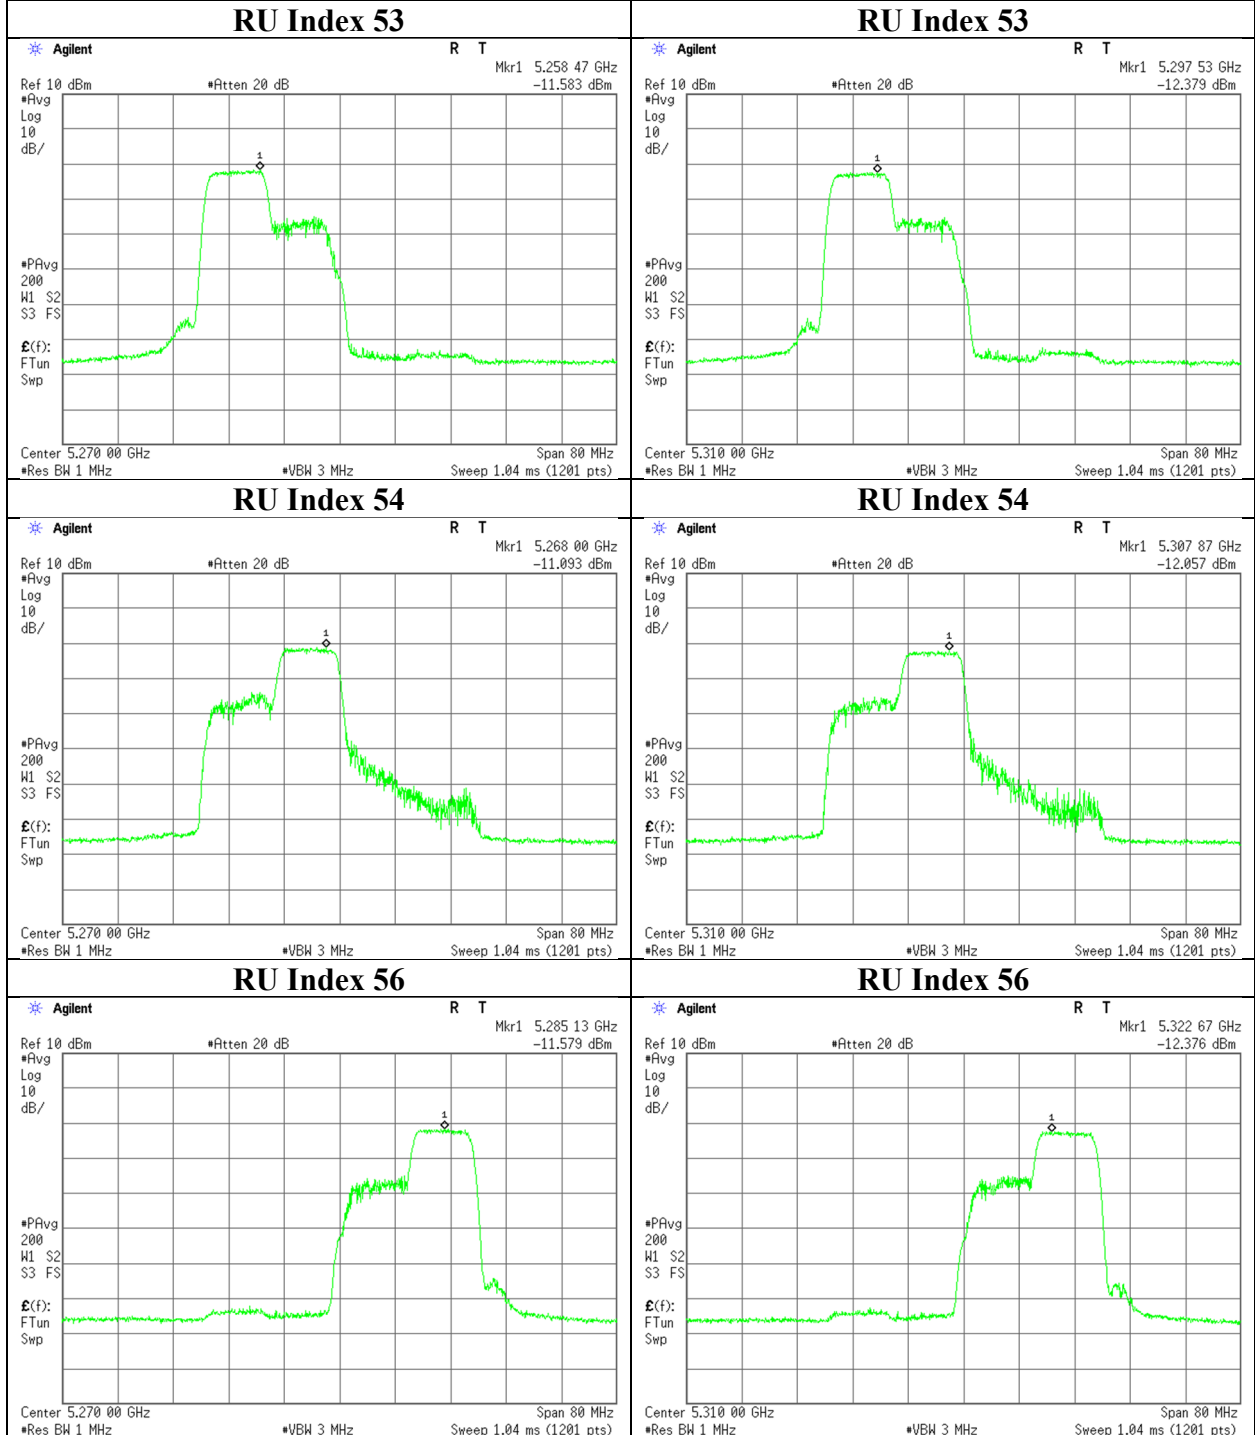 RU Index 53
Agilent
R T
Mkr1 5.258 47 GHz
Ref 10 dBm #Atten 20 dB -11.583 dBm
#Avg
Log
10
dB/
1
#PAvg
200
W1 S2
S3 FS
£(f):
FTun
Swp
Center 5.270 00 GHz Span 80 MHz
#Res BW 1 MHz #VBW 3 MHz Sweep 1.04 ms (1201 pts)
RU Index 53
Agilent
R T
Mkr1 5.297 53 GHz
Ref 10 dBm #Atten 20 dB -12.379 dBm
#Avg
Log
10
dB/
1
#PAvg
200
W1 S2
S3 FS
£(f):
FTun
Swp
Center 5.310 00 GHz Span 80 MHz
#Res BW 1 MHz #VBW 3 MHz Sweep 1.04 ms (1201 pts)
RU Index 54
Agilent
R T
Mkr1 5.268 00 GHz
Ref 10 dBm #Atten 20 dB -11.093 dBm
#Avg
Log
10
dB/
1
#PAvg
200
W1 S2
S3 FS
£(f):
FTun
Swp
Center 5.270 00 GHz Span 80 MHz
#Res BW 1 MHz #VBW 3 MHz Sweep 1.04 ms (1201 pts)
RU Index 54
Agilent
R T
Mkr1 5.307 87 GHz
Ref 10 dBm #Atten 20 dB -12.057 dBm
#Avg
Log
10
dB/
1
#PAvg
200
W1 S2
S3 FS
£(f):
FTun
Swp
Center 5.310 00 GHz Span 80 MHz
#Res BW 1 MHz #VBW 3 MHz Sweep 1.04 ms (1201 pts)
RU Index 56
Agilent
R T
Mkr1 5.285 13 GHz
Ref 10 dBm #Atten 20 dB -11.579 dBm
#Avg
Log
10
dB/
1
#PAvg
200
W1 S2
S3 FS
£(f):
FTun
Swp
Center 5.270 00 GHz Span 80 MHz
#Res BW 1 MHz #VBW 3 MHz Sweep 1.04 ms (1201 pts)
RU Index 56
Agilent
R T
Mkr1 5.322 67 GHz
Ref 10 dBm #Atten 20 dB -12.376 dBm
#Avg
Log
10
dB/
1
#PAvg
200
W1 S2
S3 FS
£(f):
FTun
Swp
Center 5.310 00 GHz Span 80 MHz
#Res BW 1 MHz #VBW 3 MHz Sweep 1.04 ms (1201 pts)